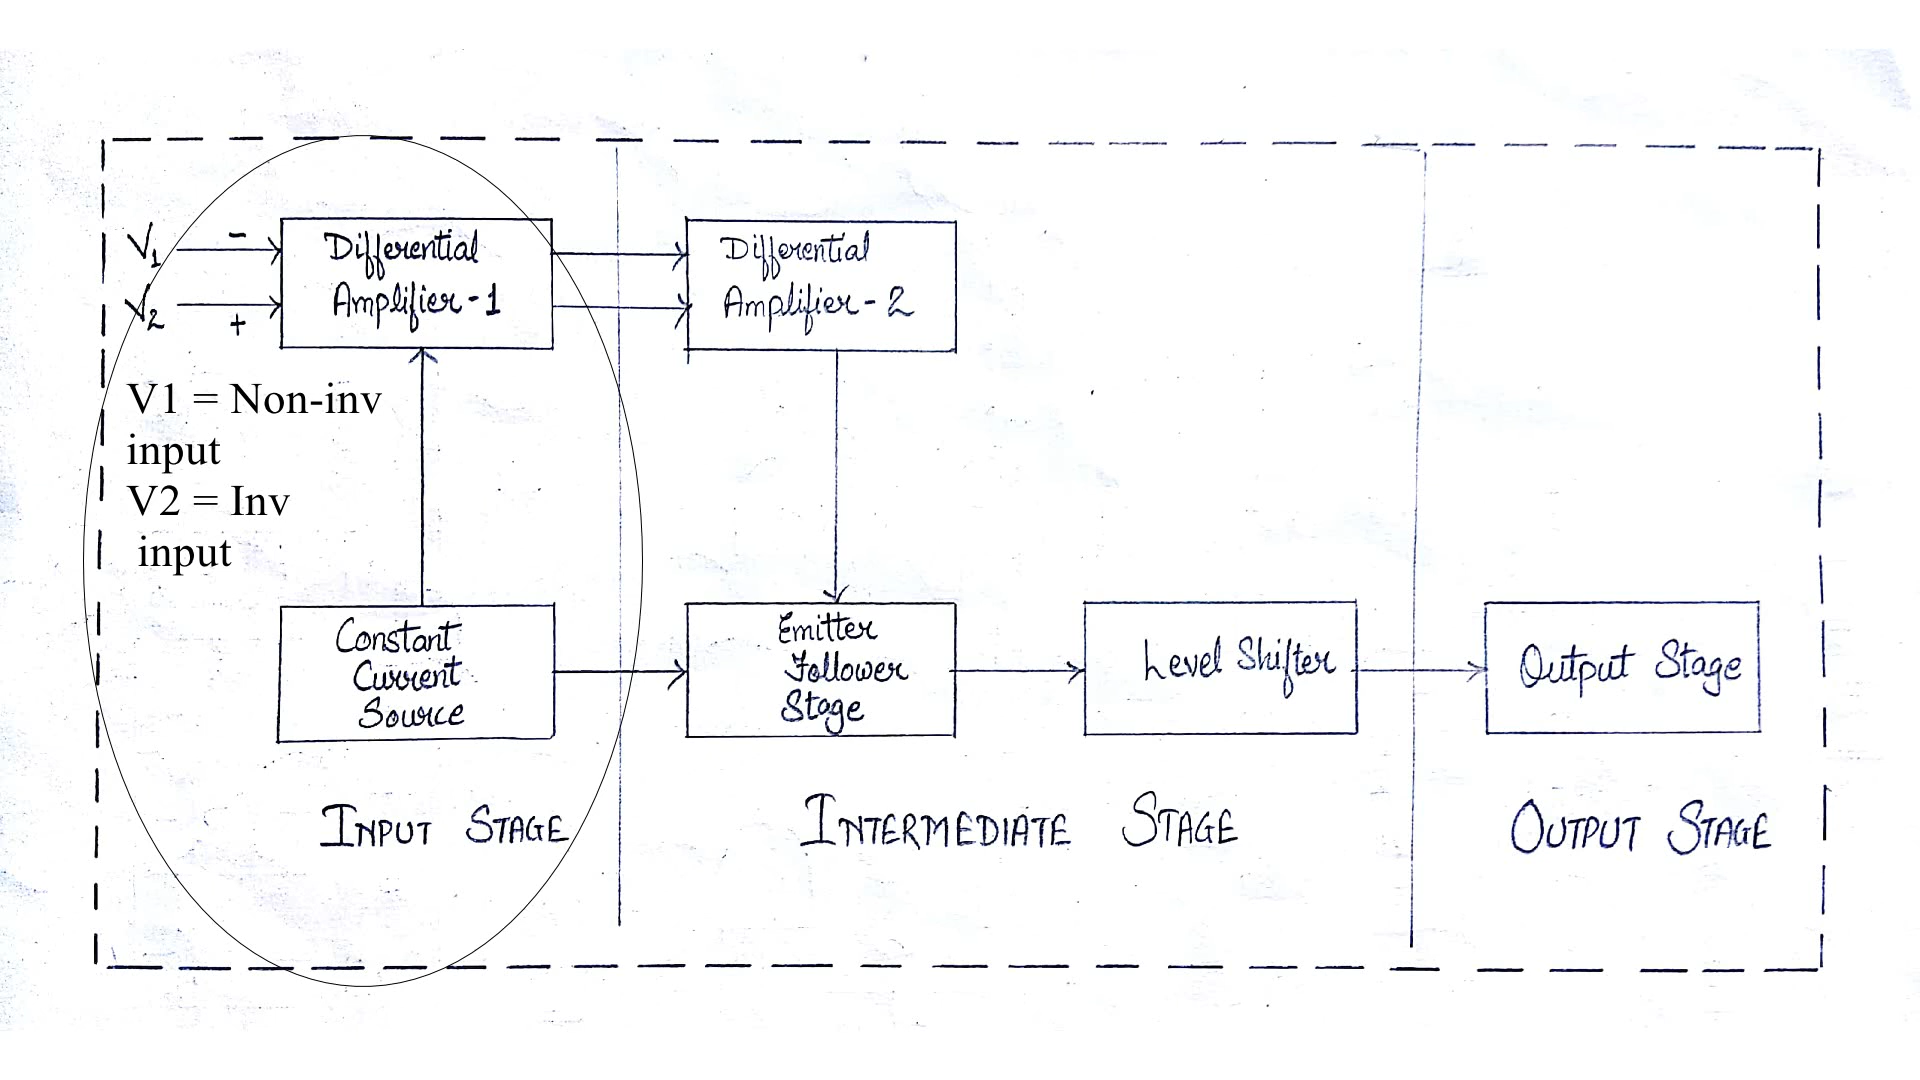 V1 -
V2 +
Differential
Amplifier-1
Differential
Amplifier-2
V1 = Non-inv
input
V2 = Inv
input
Constant
Current
Source
Emitter
Follower
Stage
Level Shifter
Output Stage
INPUT STAGE
INTERMEDIATE STAGE
OUTPUT STAGE